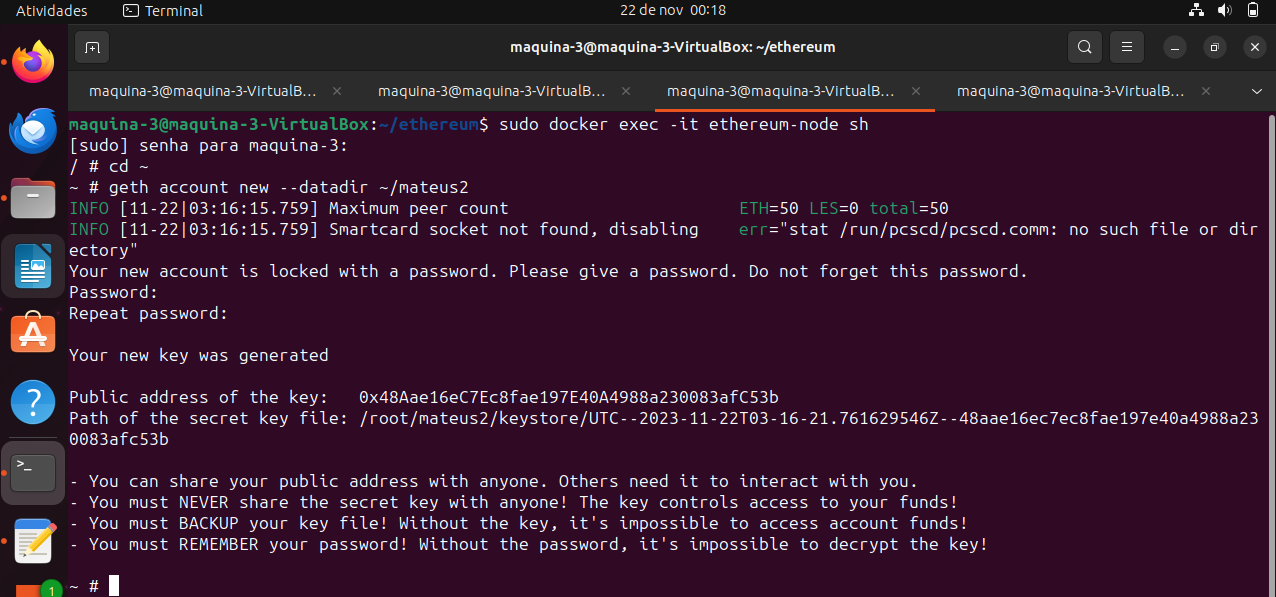 Atividades
Terminal
22 de nov 00:18
maquina-3@maquina-3-VirtualBox: ~/ethereum
maquina-3@maquina-3-VirtualB...
maquina-3@maquina-3-VirtualB...
maquina-3@maquina-3-VirtualB...
maquina-3@maquina-3-VirtualB...
maquina-3@maquina-3-VirtualBox:~/ethereum$ sudo docker exec -it ethereum-node sh
[sudo] senha para maquina-3:
/ # cd ~
~ # geth account new --datadir ~/mateus2
INFO [11-22|03:16:15.759] Maximum peer count                       ETH=50 LES=0 total=50
INFO [11-22|03:16:15.759] Smartcard socket not found, disabling    err="stat /run/pcscd/pcscd.comm: no such file or dir
ectory"
Your new account is locked with a password. Please give a password. Do not forget this password.
Password:
Repeat password:
Your new key was generated
Public address of the key:   0x48Aae16eC7Ec8fae197E40A4988a230083afC53b
Path of the secret key file: /root/mateus2/keystore/UTC--2023-11-22T03-16-21.761629546Z--48aae16ec7ec8fae197e40a4988a23
0083afc53b
- You can share your public address with anyone. Others need it to interact with you.
- You must NEVER share the secret key with anyone! The key controls access to your funds!
- You must BACKUP your key file! Without the key, it's impossible to access account funds!
- You must REMEMBER your password! Without the password, it's impossible to decrypt the key!
~ #
1